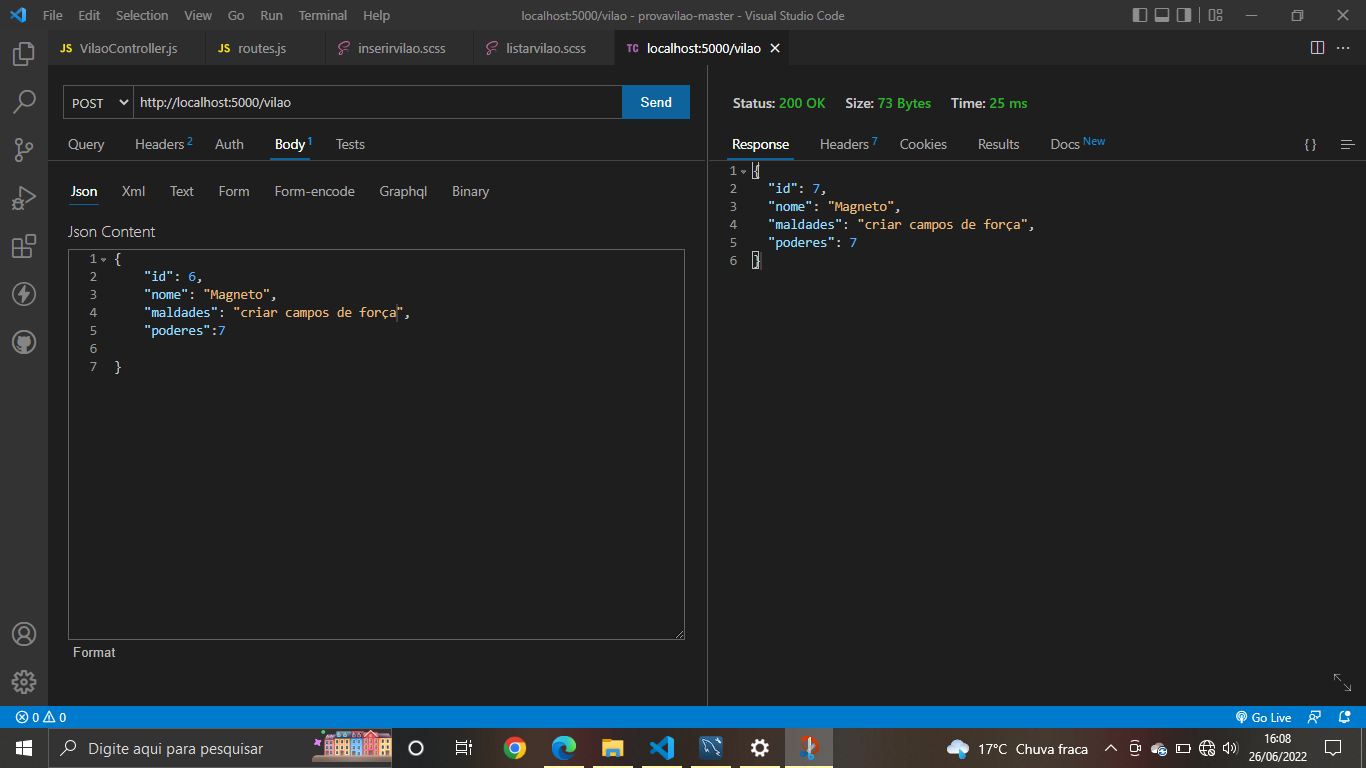 File Edit Selection View Go Run Terminal Help localhost:5000/vilao - provavilao-master - Visual Studio Code
JS VilaoController.js JS routes.js inserirvilao.scss listarvilao.scss TC localhost:5000/vilao
POST http://localhost:5000/vilao Send
Query Headers 2 Auth Body 1 Tests
Json Xml Text Form Form-encode Graphql Binary
Json Content
1 {
2 "id": 6,
3 "nome": "Magneto",
4 "maldades": "criar campos de força",
5 "poderes":7
6
7 }
Format
Status: 200 OK Size: 73 Bytes Time: 25 ms
Response Headers 7 Cookies Results Docs New { }
1 {
2 "id": 7,
3 "nome": "Magneto",
4 "maldades": "criar campos de força",
5 "poderes": 7
6 }
0 0 Go Live
Digite aqui para pesquisar 17°C Chuva fraca 16:08
26/06/2022